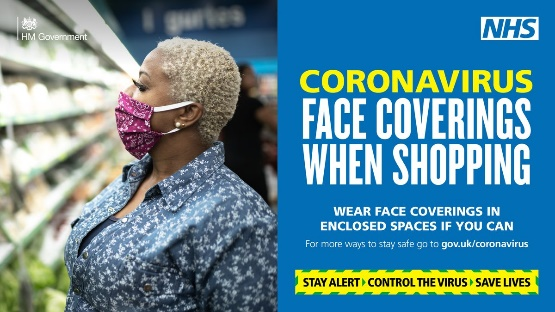 HM Government
NHS
CORONAVIRUS
FACE COVERINGS
WHEN SHOPPING
WEAR FACE COVERINGS IN
ENCLOSED SPACES IF YOU CAN
For more ways to stay safe go to gov.uk/coronavirus
STAY ALERT CONTROL THE VIRUS SAVE LIVES